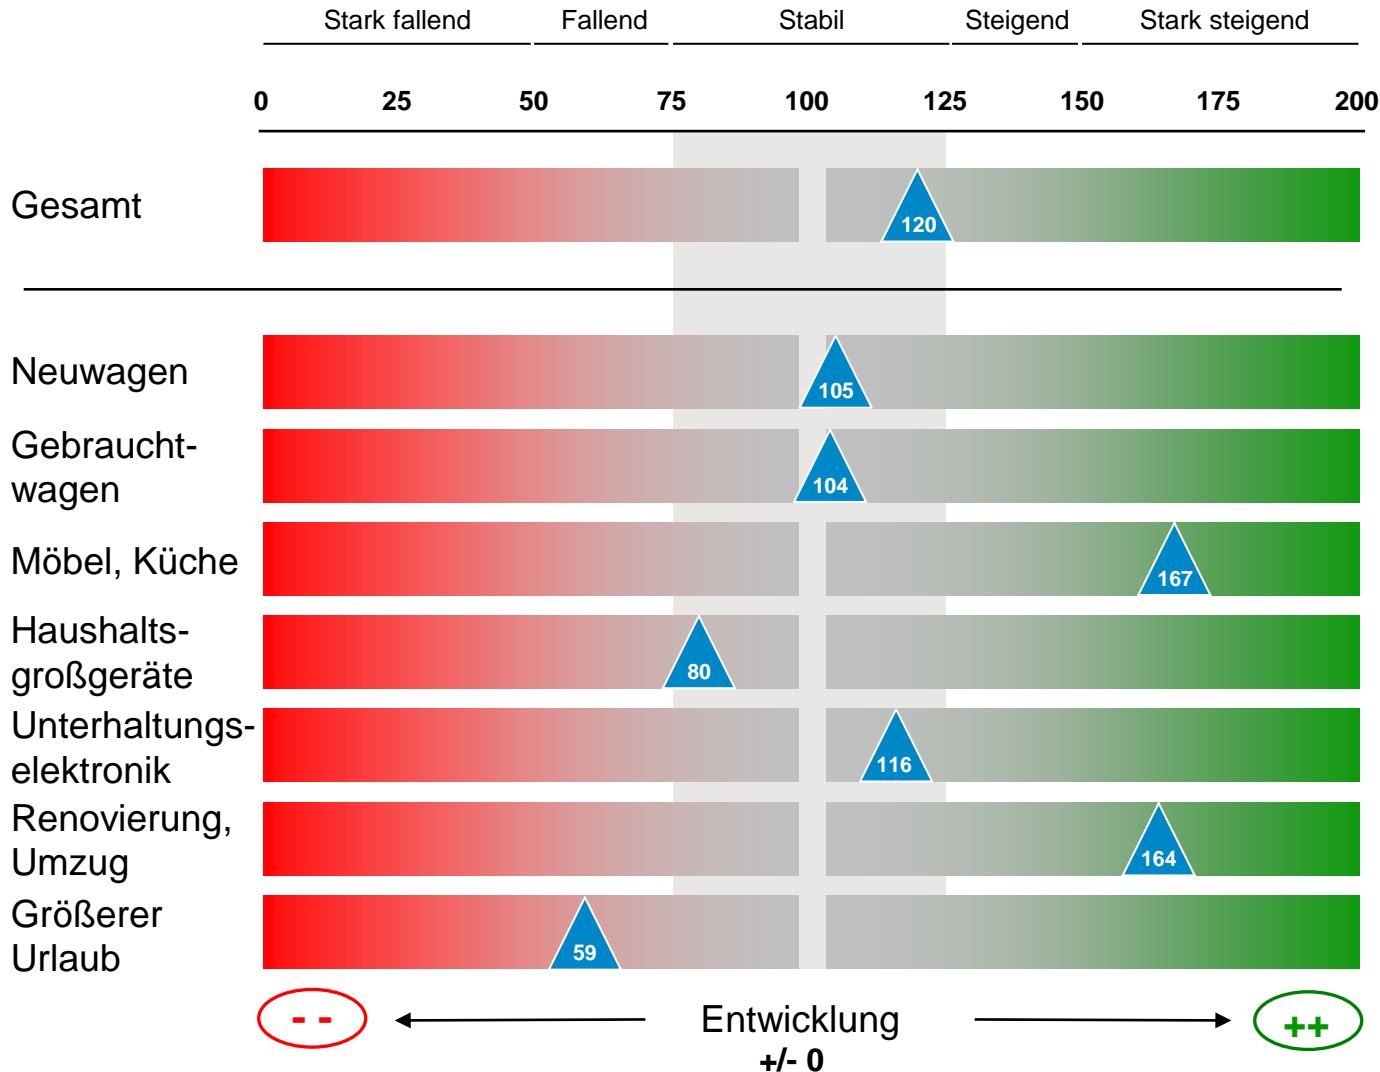 Stark fallend Fallend Stabil Steigend Stark steigend
0 25 50 75 100 125 150 175 200
Gesamt
120
Neuwagen
105
Gebraucht-
wagen
104
Möbel, Küche
167
Haushalts-
großgeräte
80
Unterhaltungs-
elektronik
116
Renovierung,
Umzug
164
Größerer
Urlaub
59
- - Entwicklung ++
+/- 0